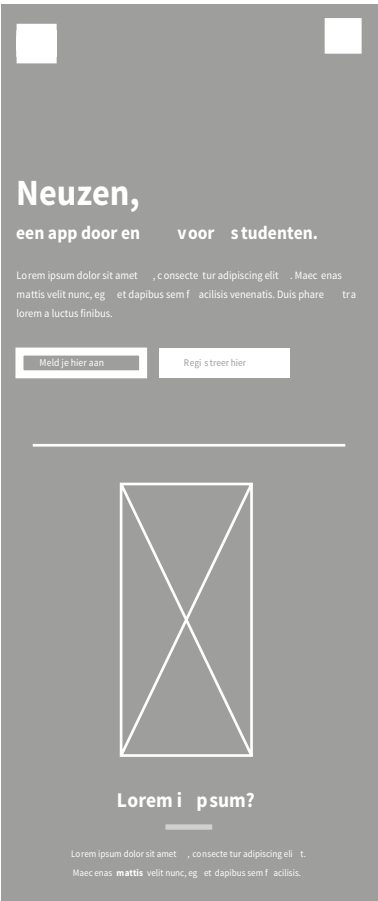 Neuzen,
een app door en voor studenten.
Lorem ipsum dolor sit amet, consectetur adipiscing elit. Maecenas
mattis velit nunc, eget dapibus sem facilisis venenatis. Duis pharetra
lorem a luctus finibus.
Meld je hier aan
Registreer hier
Lorem ipsum?
Lorem ipsum dolor sit amet, consectetur adipiscing elit.
Maecenas mattis velit nunc, eget dapibus sem facilisis.